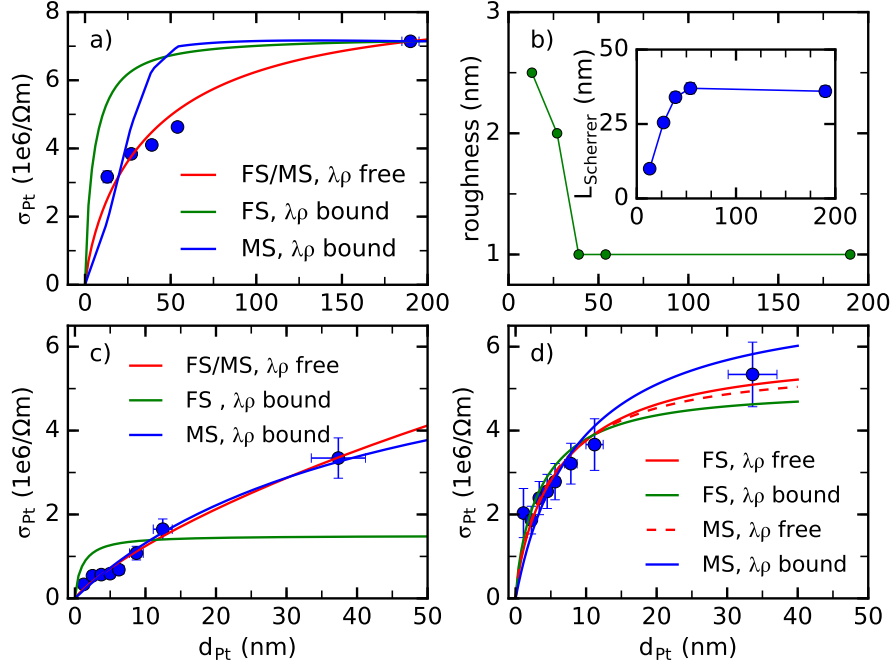 a)
8
6
4
2
0
σPt (1e6/Ωm)
FS/MS, λρ free
FS, λρ bound
MS, λρ bound
0 50 100 150 200
b)
3
2
1
roughness (nm)
50
25
0
LScherrer (nm)
0 100 200
0 50 100 150 200
c)
6
4
2
0
σPt (1e6/Ωm)
FS/MS, λρ free
FS , λρ bound
MS, λρ bound
0 10 20 30 40 50
dPt (nm)
d)
6
4
2
0
σPt (1e6/Ωm)
FS, λρ free
FS, λρ bound
MS, λρ free
MS, λρ bound
0 10 20 30 40 50
dPt (nm)